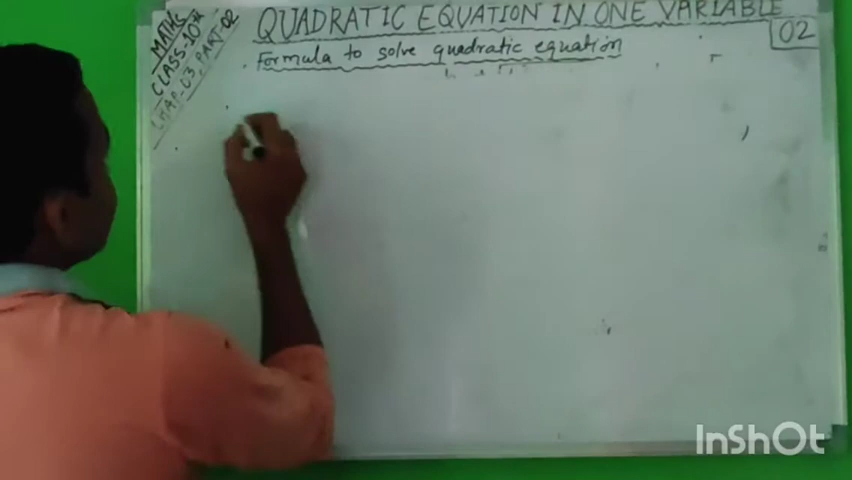 MATHS
CLASS-10th
CHAP-03, PART-02
QUADRATIC EQUATION IN ONE VARIABLE
02
Formula to solve quadratic equation
InShOt